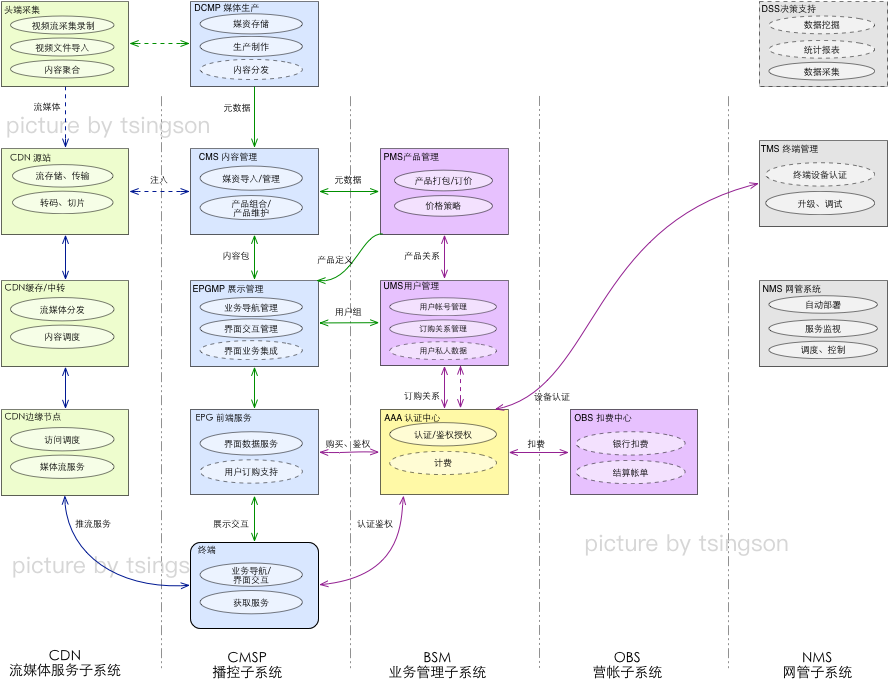 头端采集
视频流采集录制
视频文件导入
内容聚合
DCMP 媒体生产
媒资存储
生产制作
内容分发
DSS决策支持
数据挖掘
统计报表
数据采集
流媒体
元数据
picture by tsingson
CDN 源站
流存储、传输
转码、切片
注入
CMS 内容管理
媒资导入/管理
产品组合/
产品维护
元数据
PMS产品管理
产品打包/订价
价格策略
TMS 终端管理
终端设备认证
升级、调试
内容包
产品定义
产品关系
CDN缓存/中转
流媒体分发
内容调度
EPGMP 展示管理
业务导航管理
界面交互管理
界面业务集成
用户组
UMS用户管理
用户帐号管理
订购关系管理
用户私人数据
NMS 网管系统
自动部署
服务监视
调度、控制
订购关系
设备认证
CDN边缘节点
访问调度
媒体流服务
EPG 前端服务
界面数据服务
用户订购支持
购买、鉴权
AAA 认证中心
认证/鉴权授权
计费
扣费
OBS 扣费中心
银行扣费
结算帐单
推流服务
展示交互
认证鉴权
picture by tsingson
picture by tsings
终端
业务导航/
界面交互
获取服务
CDN
流媒体服务子系统
CMSP
播控子系统
BSM
业务管理子系统
OBS
营帐子系统
NMS
网管子系统